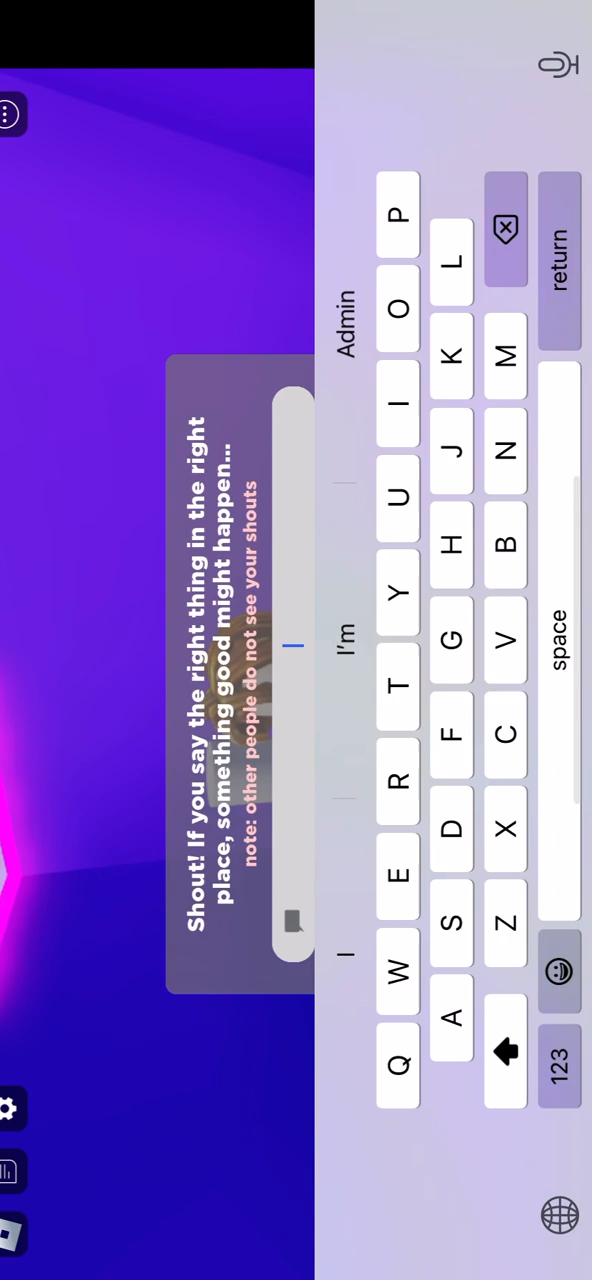 Shout! If you say the right thing in the right
place, something good might happen...
note: other people do not see your shouts
I I'm Admin
Q W E R T Y U I O P
A S D F G H J K L
Z X C V B N M
123 space return